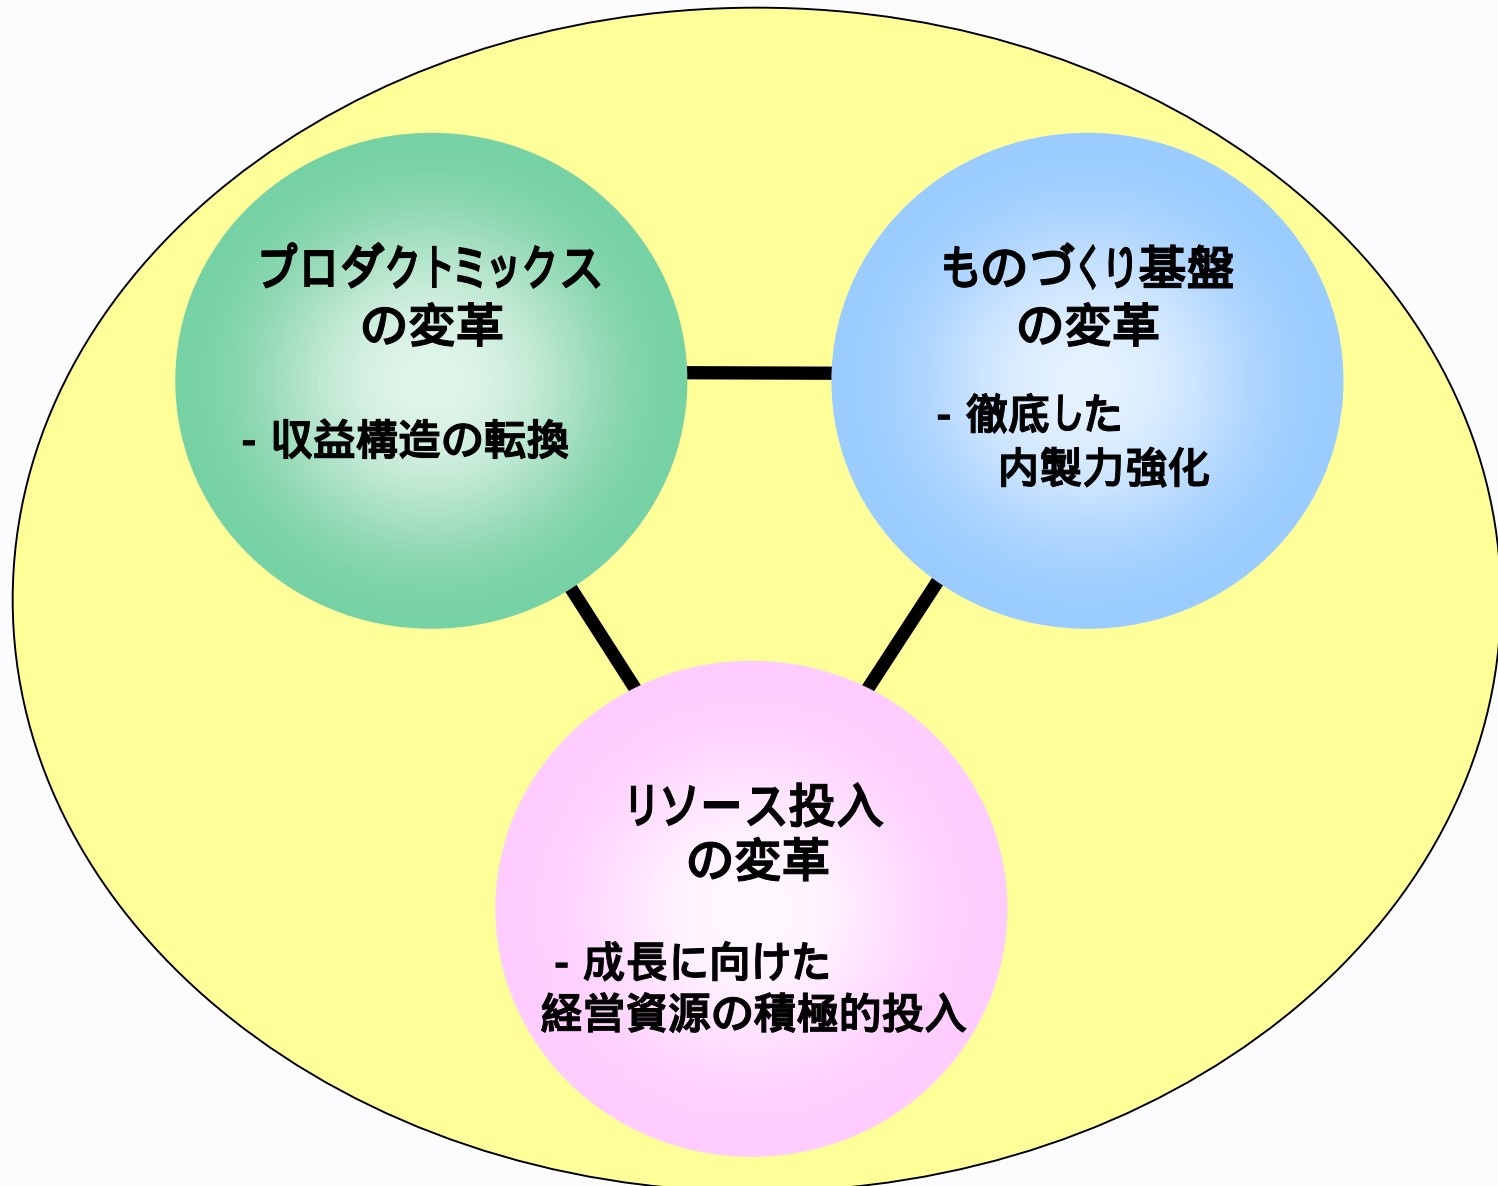 プロダクトミックス
の変革
- 収益構造の転換
ものづくり基盤
の変革
- 徹底した
内製力強化
リソース投入
の変革
- 成長に向けた
経営資源の積極的投入